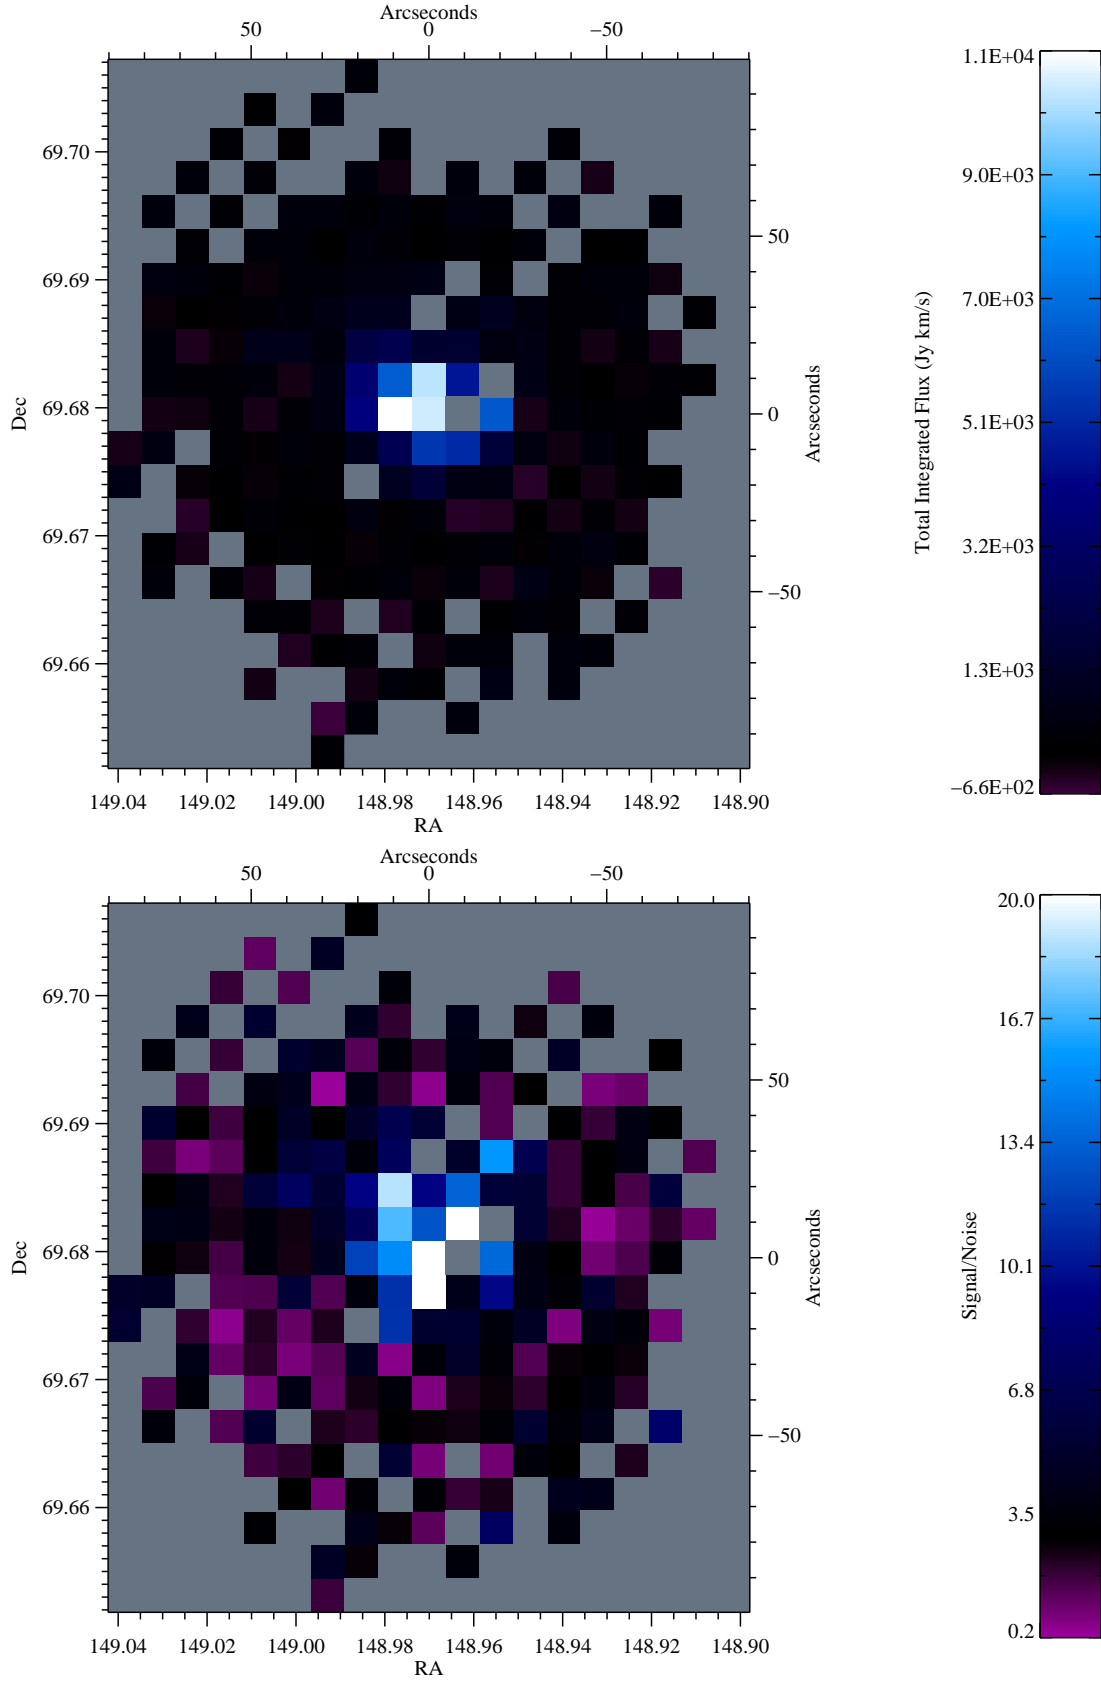 Arcseconds
50 0 −50
69.70
69.69
69.68
69.67
69.66
Dec
50
0
−50
Arcseconds
149.04 149.02 149.00 148.98 148.96 148.94 148.92 148.90
RA
1.1E+04
9.0E+03
7.0E+03
5.1E+03
3.2E+03
1.3E+03
−6.6E+02
Total Integrated Flux (Jy km/s)
Arcseconds
50 0 −50
69.70
69.69
69.68
69.67
69.66
Dec
50
0
−50
Arcseconds
149.04 149.02 149.00 148.98 148.96 148.94 148.92 148.90
RA
20.0
16.7
13.4
10.1
6.8
3.5
0.2
Signal/Noise